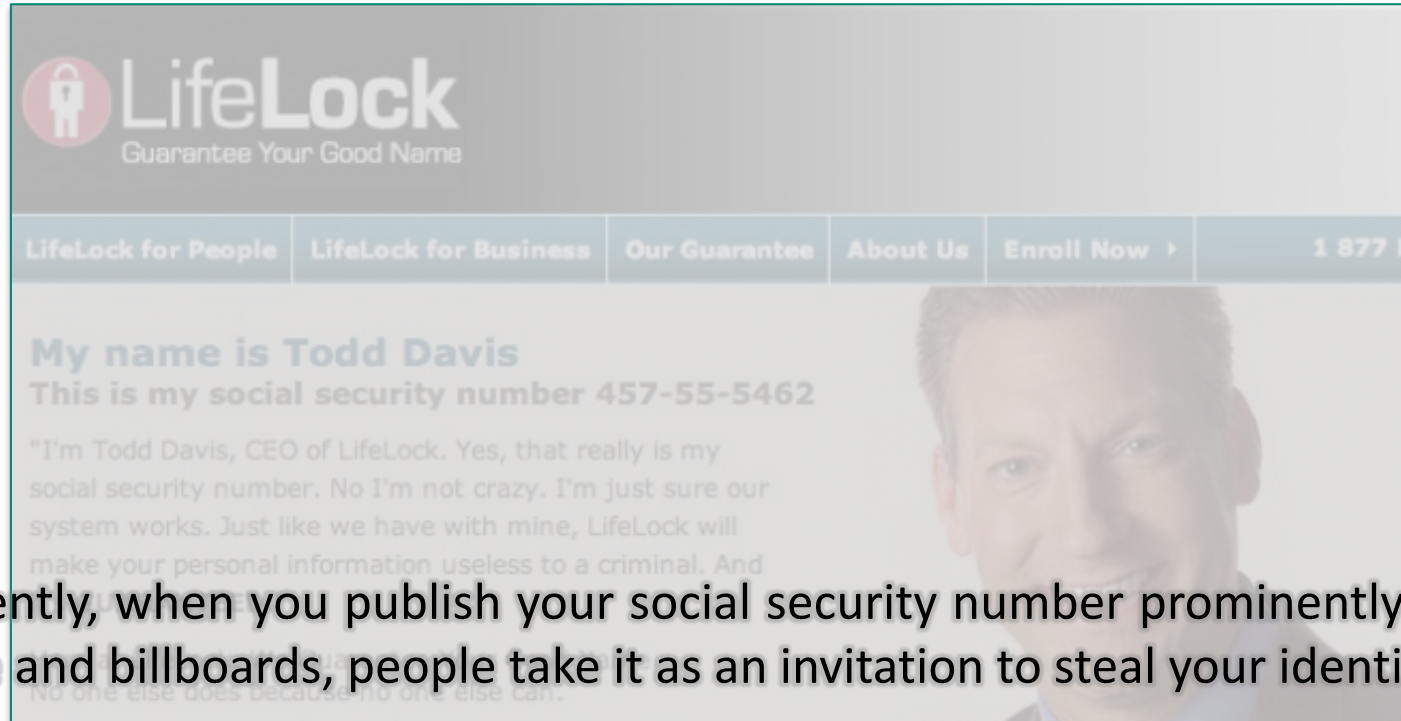 LifeLock
Guarantee Your Good Name
LifeLock for People LifeLock for Business Our Guarantee About Us Enroll Now 1 877
My name is Todd Davis
This is my social security number 457-55-5462
"I'm Todd Davis, CEO of LifeLock. Yes, that really is my
social security number. No I'm not crazy. I'm just sure our
system works. Just like we have with mine, LifeLock will
make your personal information useless to a criminal. And
ently, when you publish your social security number prominently
and billboards, people take it as an invitation to steal your identi
No one else does because no one else can."